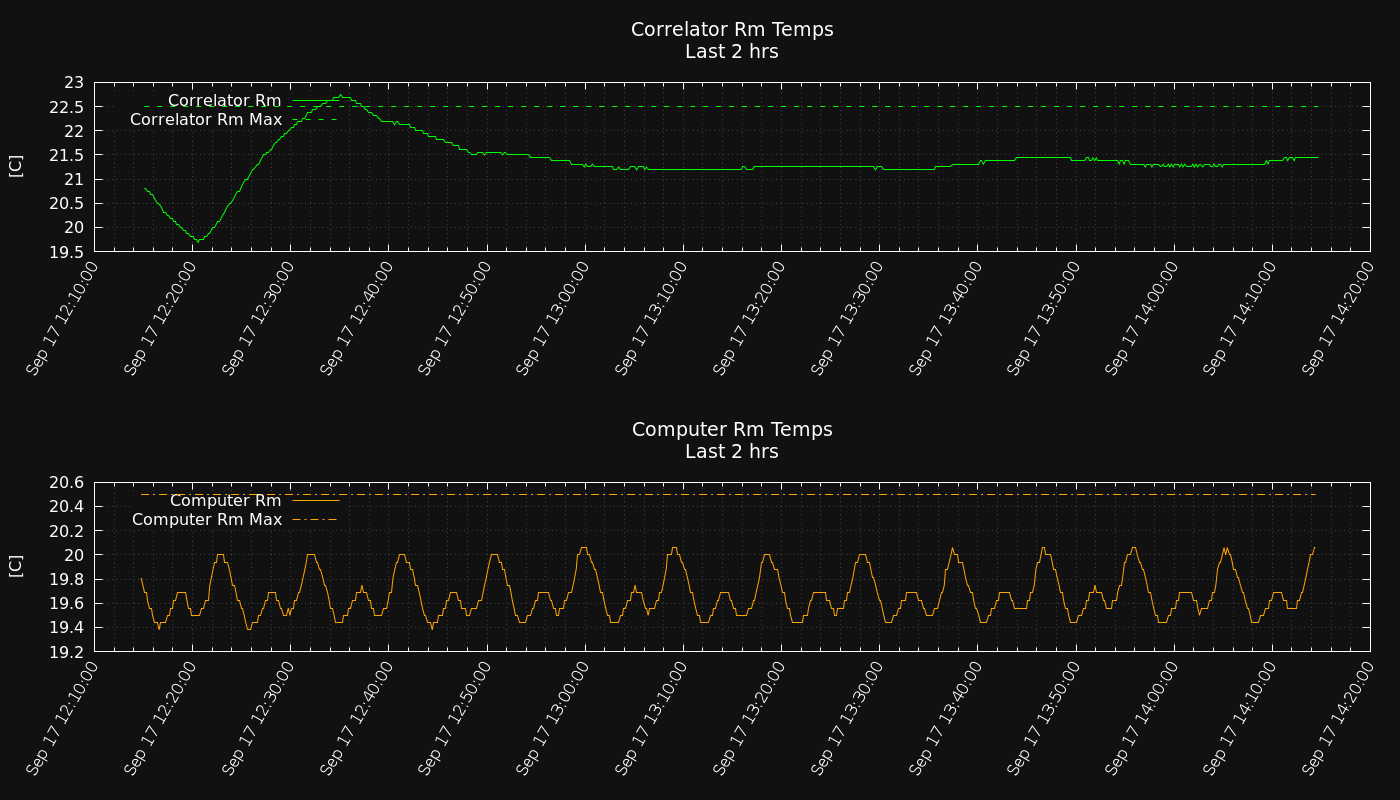 Correlator Rm Temps
Last 2 hrs
23
22.5
22
21.5
21
20.5
20
19.5
[C]
Correlator Rm
Correlator Rm Max
Sep 17 12:10:00
Sep 17 12:20:00
Sep 17 12:30:00
Sep 17 12:40:00
Sep 17 12:50:00
Sep 17 13:00:00
Sep 17 13:10:00
Sep 17 13:20:00
Sep 17 13:30:00
Sep 17 13:40:00
Sep 17 13:50:00
Sep 17 14:00:00
Sep 17 14:10:00
Sep 17 14:20:00
Computer Rm Temps
Last 2 hrs
20.6
20.4
20.2
20
19.8
19.6
19.4
19.2
[C]
Computer Rm
Computer Rm Max
Sep 17 12:10:00
Sep 17 12:20:00
Sep 17 12:30:00
Sep 17 12:40:00
Sep 17 12:50:00
Sep 17 13:00:00
Sep 17 13:10:00
Sep 17 13:20:00
Sep 17 13:30:00
Sep 17 13:40:00
Sep 17 13:50:00
Sep 17 14:00:00
Sep 17 14:10:00
Sep 17 14:20:00